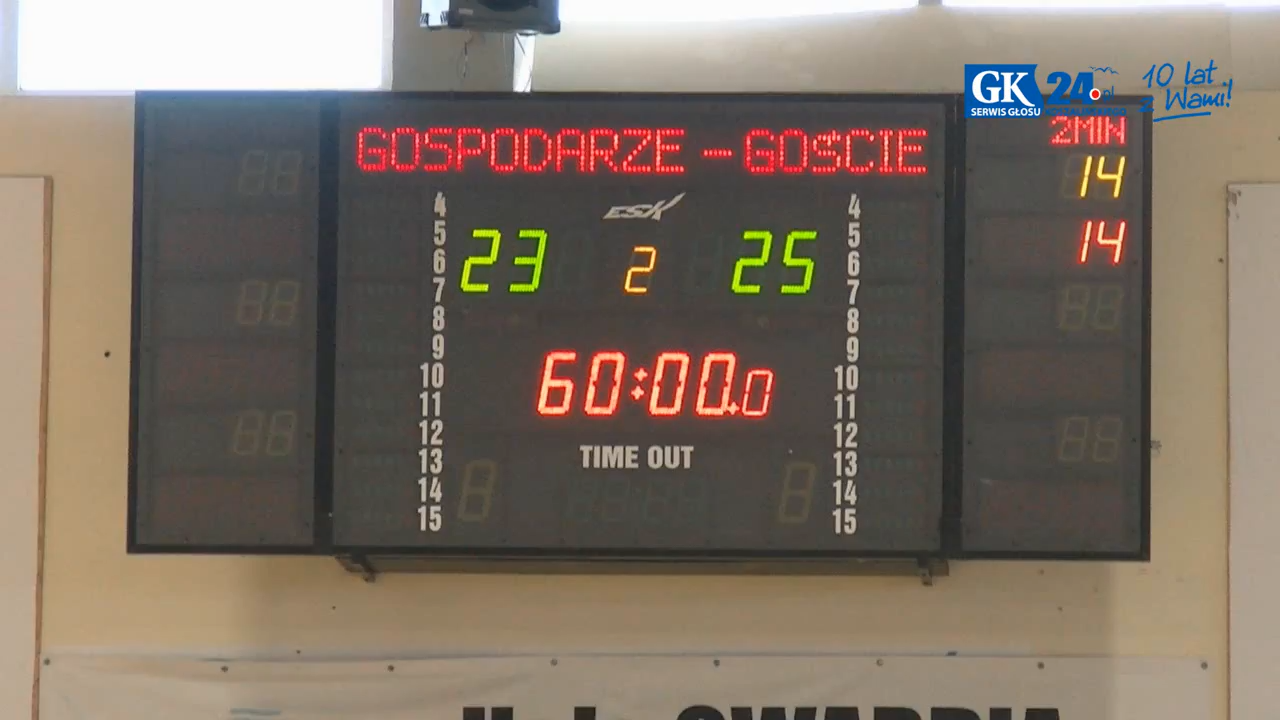 GK24.pl
SERWIS GŁOSU
10 lat
z Wami!
GOSPODARZE - GOŚCIE
2MIN
14
14
ESK
23 2 25
60:00.0
TIME OUT
4 4
5 5
6 6
7 7
8 8
9 9
10 10
11 11
12 12
13 13
14 14
15 15